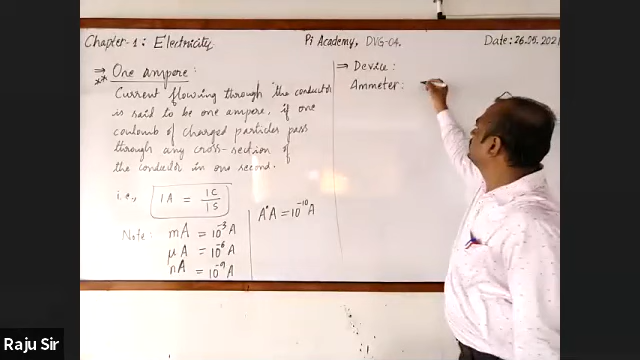 Chapter-1: Electricity
Pi Academy, DVG-04.
Date: 26.05.2021
⇒ One ampere:
**
Current flowing through the conductor
is said to be one ampere, if one
coulomb of charged particles pass
through any cross-section of
the conductor in one second.
i.e., 1A = 1C/1S
Note: mA = 10⁻³A
μA = 10⁻⁶A
nA = 10⁻⁹A
A°A = 10⁻¹⁰A
⇒ Device:
Ammeter:
Raju Sir